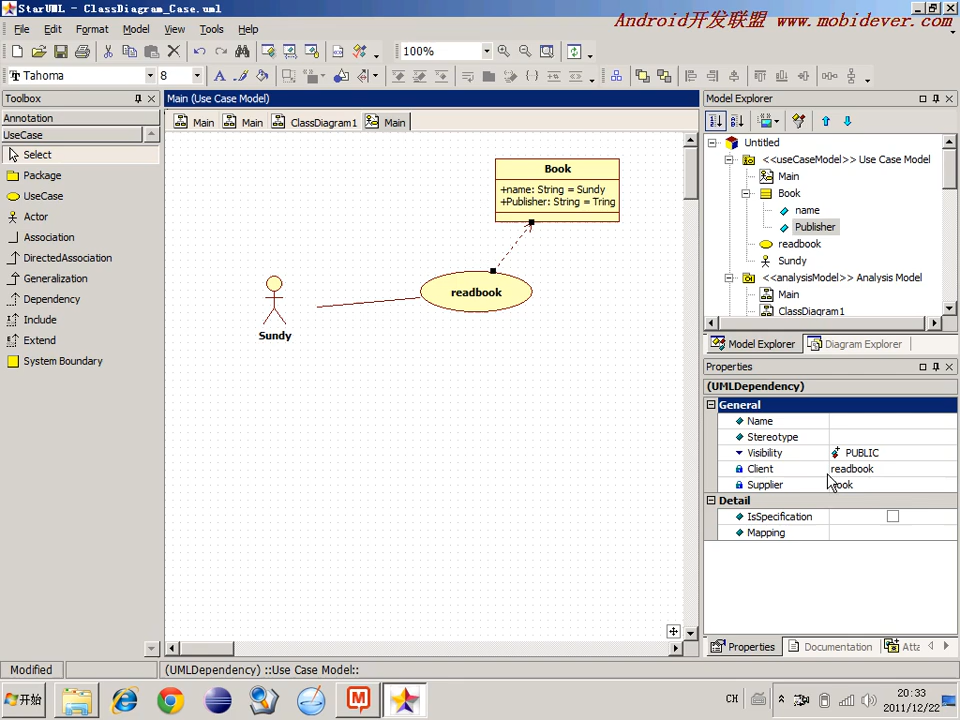 StarUML - ClassDiagram_Case.uml
Android开发联盟 www.mobidever.com
File Edit Format Model View Tools Help
100%
Tahoma 8
Toolbox
Annotation
UseCase
Select
Package
UseCase
Actor
Association
DirectedAssociation
Generalization
Dependency
Include
Extend
System Boundary
Main (Use Case Model)
Main Main ClassDiagram1 Main
Book
+name: String = Sundy
+Publisher: String = Tring
readbook
Sundy
Model Explorer
Untitled
<<useCaseModel>> Use Case Model
Main
Book
name
Publisher
readbook
Sundy
<<analysisModel>> Analysis Model
Main
ClassDiagram1
Model Explorer Diagram Explorer
Properties
(UMLDependency)
General
Name
Stereotype
Visibility PUBLIC
Client readbook
Supplier ook
Detail
IsSpecification
Mapping
Properties Documentation Atta
Modified (UMLDependency) ::Use Case Model::
开始
CH
20:33
2011/12/22